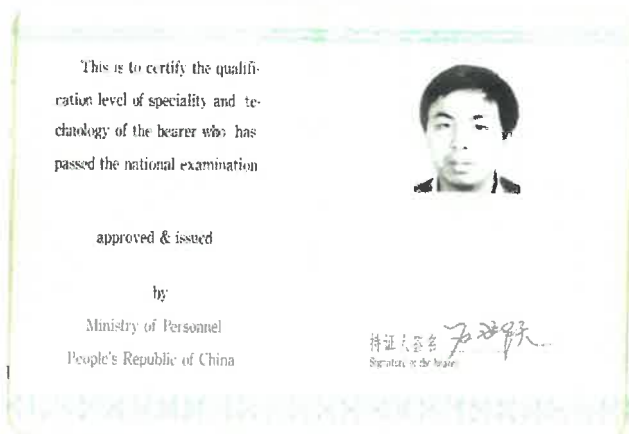 This is to certify the qualifi-
cation level of speciality and te-
chnology of the bearer who has
passed the national examination
approved & issued
by
Ministry of Personnel
People's Republic of China
持证人签名
Signature of the bearer